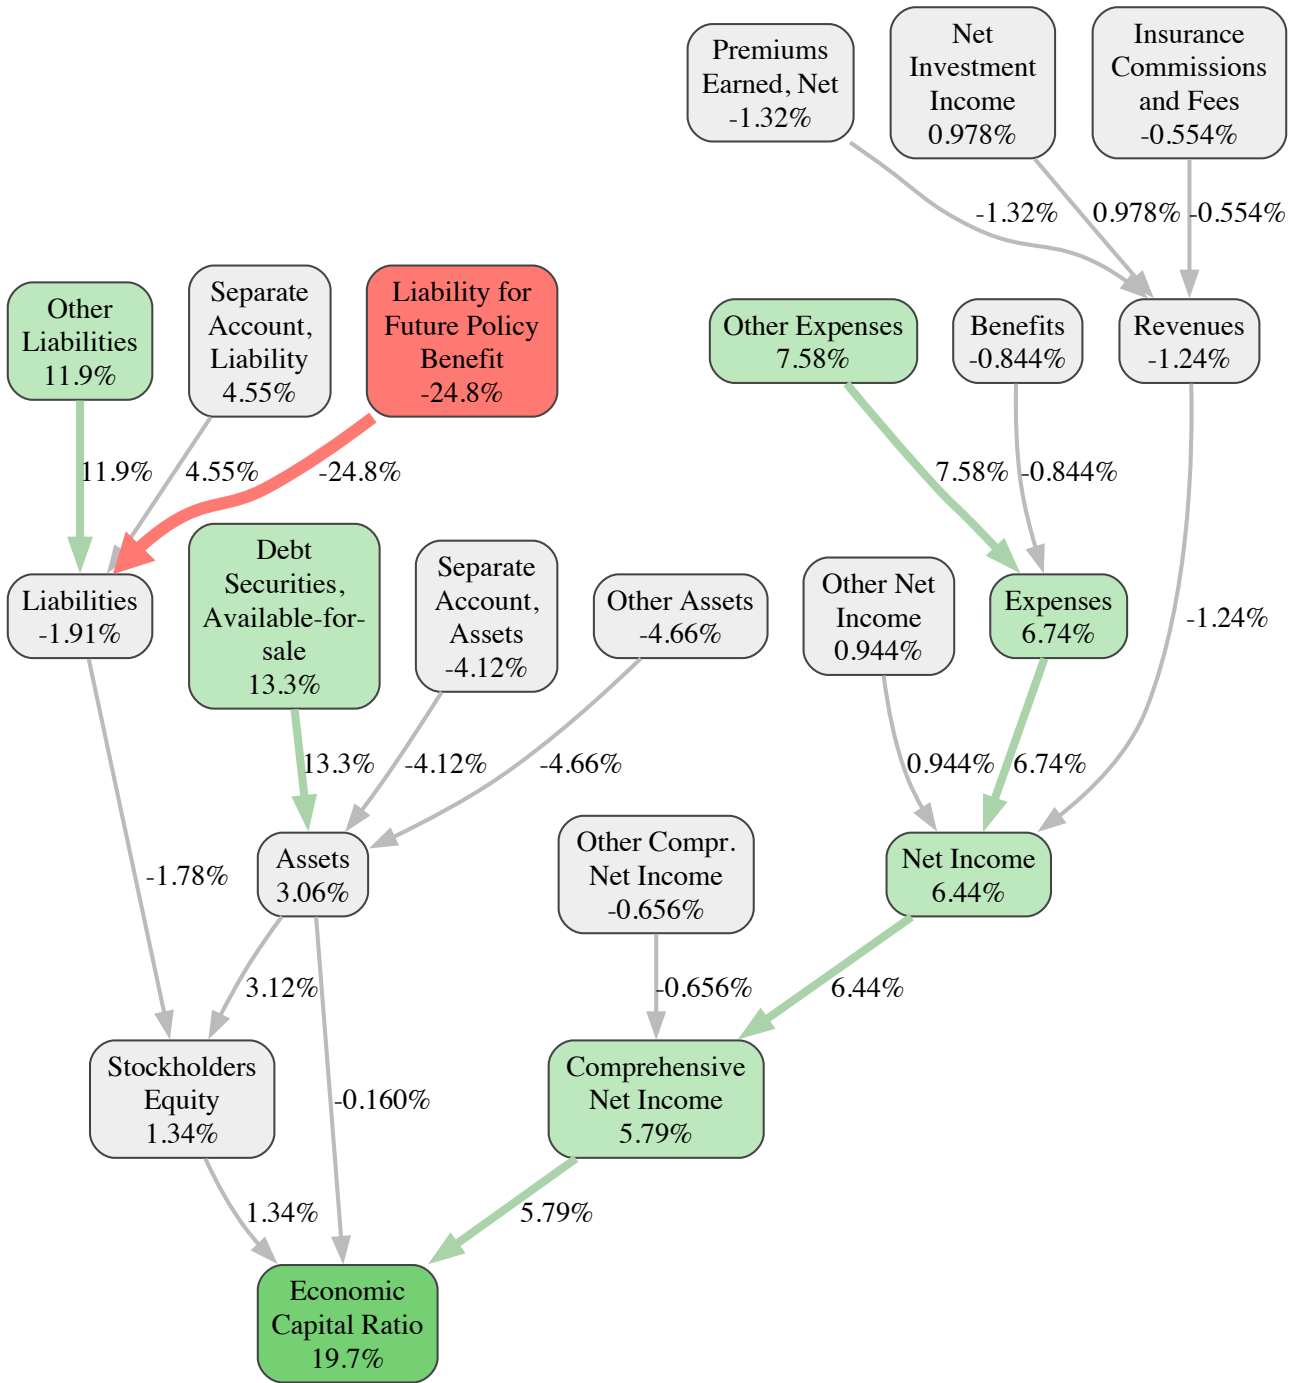 Premiums
Earned, Net
-1.32%
Net
Investment
Income
0.978%
Insurance
Commissions
and Fees
-0.554%
-1.32%
0.978%
-0.554%
Other
Liabilities
11.9%
Separate
Account,
Liability
4.55%
Liability for
Future Policy
Benefit
-24.8%
Other Expenses
7.58%
Benefits
-0.844%
Revenues
-1.24%
11.9%
4.55%
-24.8%
7.58%
-0.844%
Liabilities
-1.91%
Debt
Securities,
Available-for-
sale
13.3%
Separate
Account,
Assets
-4.12%
Other Assets
-4.66%
Other Net
Income
0.944%
Expenses
6.74%
-1.24%
13.3%
-4.12%
-4.66%
0.944%
6.74%
-1.78%
Assets
3.06%
Other Compr.
Net Income
-0.656%
Net Income
6.44%
3.12%
-0.656%
6.44%
Stockholders
Equity
1.34%
-0.160%
Comprehensive
Net Income
5.79%
1.34%
5.79%
Economic
Capital Ratio
19.7%